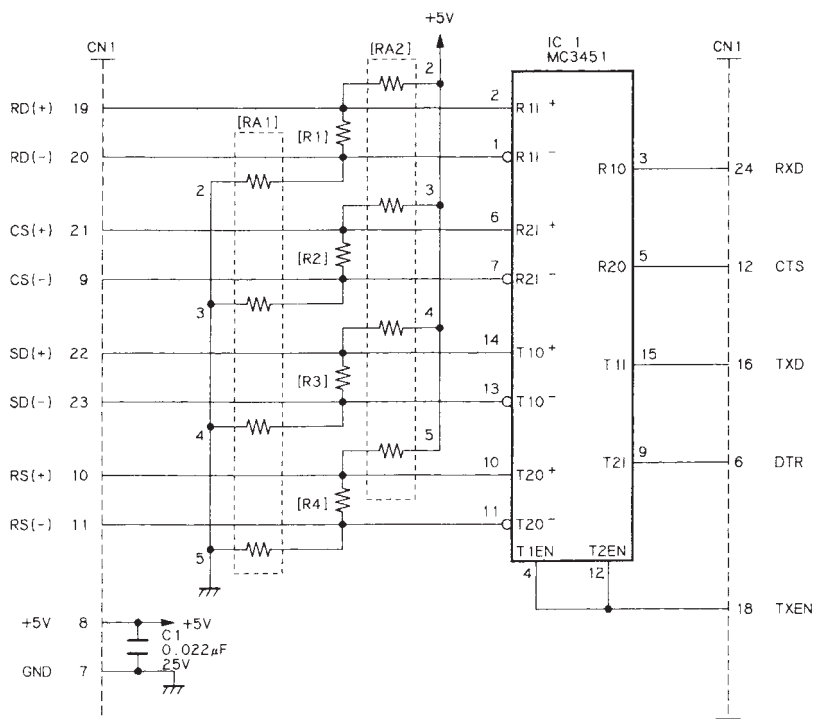 +5V
CN1
[RA2]
IC 1
MC3451
CN1
2
RD(+) 19
2 R1I +
[RA1]
[R1]
RD(-) 20
1 R1I -
R1O 3
24 RXD
2
3
CS(+) 21
6 R2I +
[R2]
CS(-) 9
7 R2I -
R2O 5
12 CTS
3
4
SD(+) 22
14 T1O +
T1I 15
16 TXD
[R3]
SD(-) 23
13 T1O -
4
5
RS(+) 10
10 T2O +
T2I 9
6 DTR
[R4]
RS(-) 11
11 T2O -
5
T1EN T2EN
4 12
18 TXEN
+5V 8
+5V
C1
0.022μF
25V
GND 7